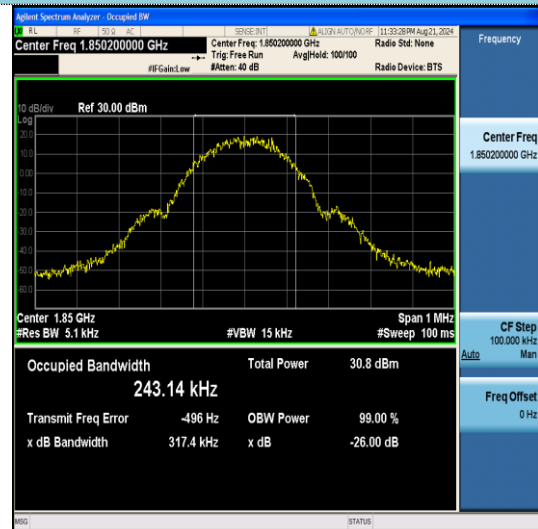 Agilent Spectrum Analyzer - Occupied BW
RL RF 50 Ω AC SENSE:INT ALIGN AUTO/NORF 11:33:28PM Aug 21, 2024
Center Freq 1.850200000 GHz
Center Freq: 1.850200000 GHz
Radio Std: None
Trig: Free Run Avg|Hold: 100/100
#IFGain:Low #Atten: 40 dB Radio Device: BTS
10 dB/div Ref 30.00 dBm
Log
20.0
10.0
0.00
-10.0
-20.0
-30.0
-40.0
-50.0
-60.0
Center 1.85 GHz Span 1 MHz
#Res BW 5.1 kHz #VBW 15 kHz #Sweep 100 ms
Occupied Bandwidth Total Power 30.8 dBm
243.14 kHz
Transmit Freq Error -496 Hz OBW Power 99.00 %
x dB Bandwidth 317.4 kHz x dB -26.00 dB
MSG STATUS
Frequency
Center Freq
1.850200000 GHz
CF Step
100.000 kHz
Auto Man
Freq Offset
0 Hz